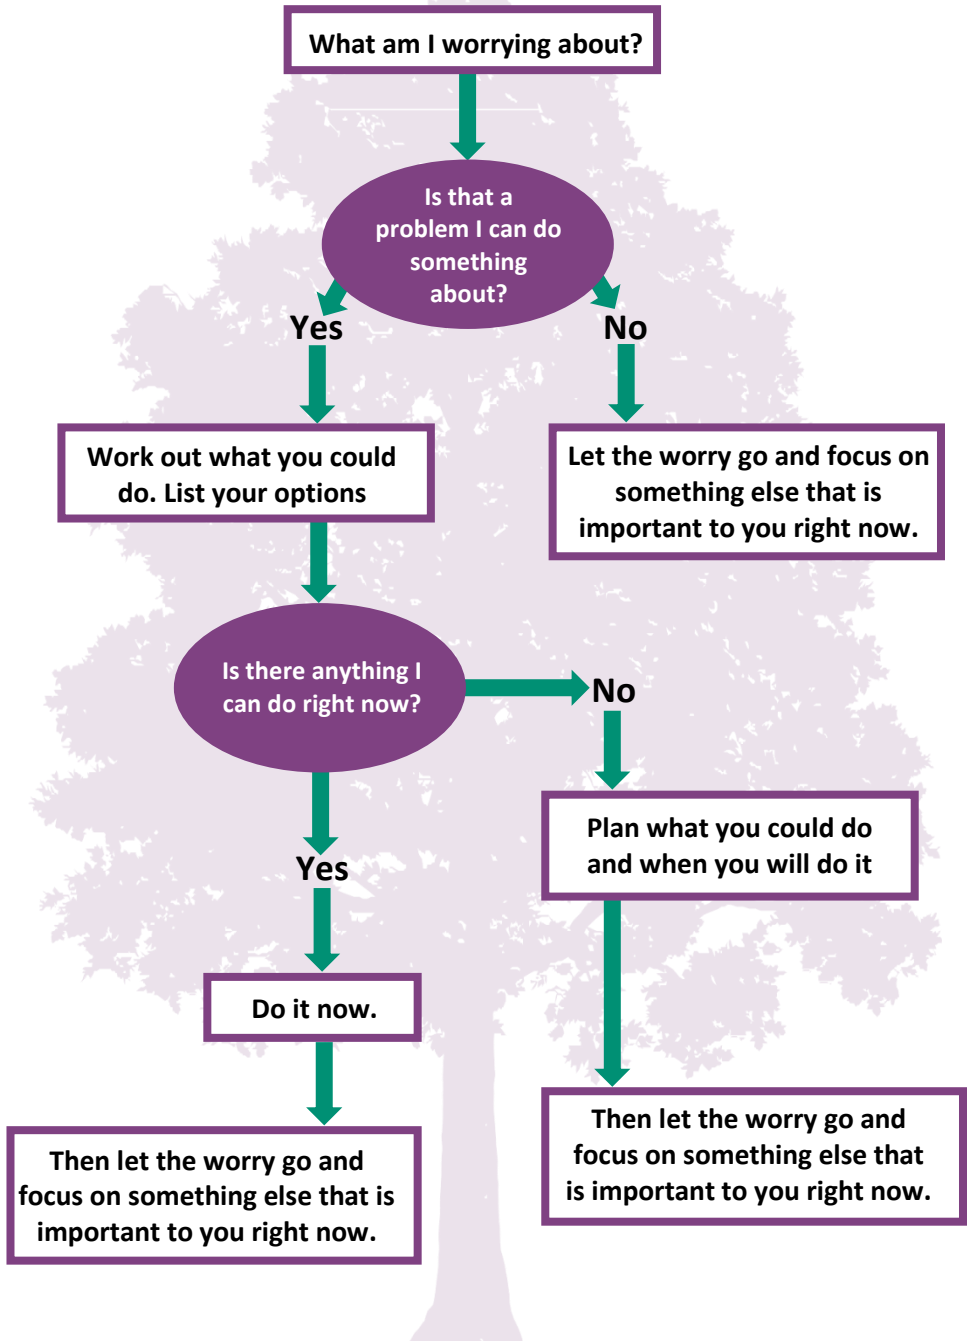 What am I worrying about?
Is that a
problem I can do
something
about?
Yes
No
Work out what you could
do. List your options
Let the worry go and focus on
something else that is
important to you right now.
Is there anything I
can do right now?
No
Yes
Plan what you could do
and when you will do it
Do it now.
Then let the worry go and
focus on something else that is
important to you right now.
Then let the worry go and
focus on something else that
is important to you right now.